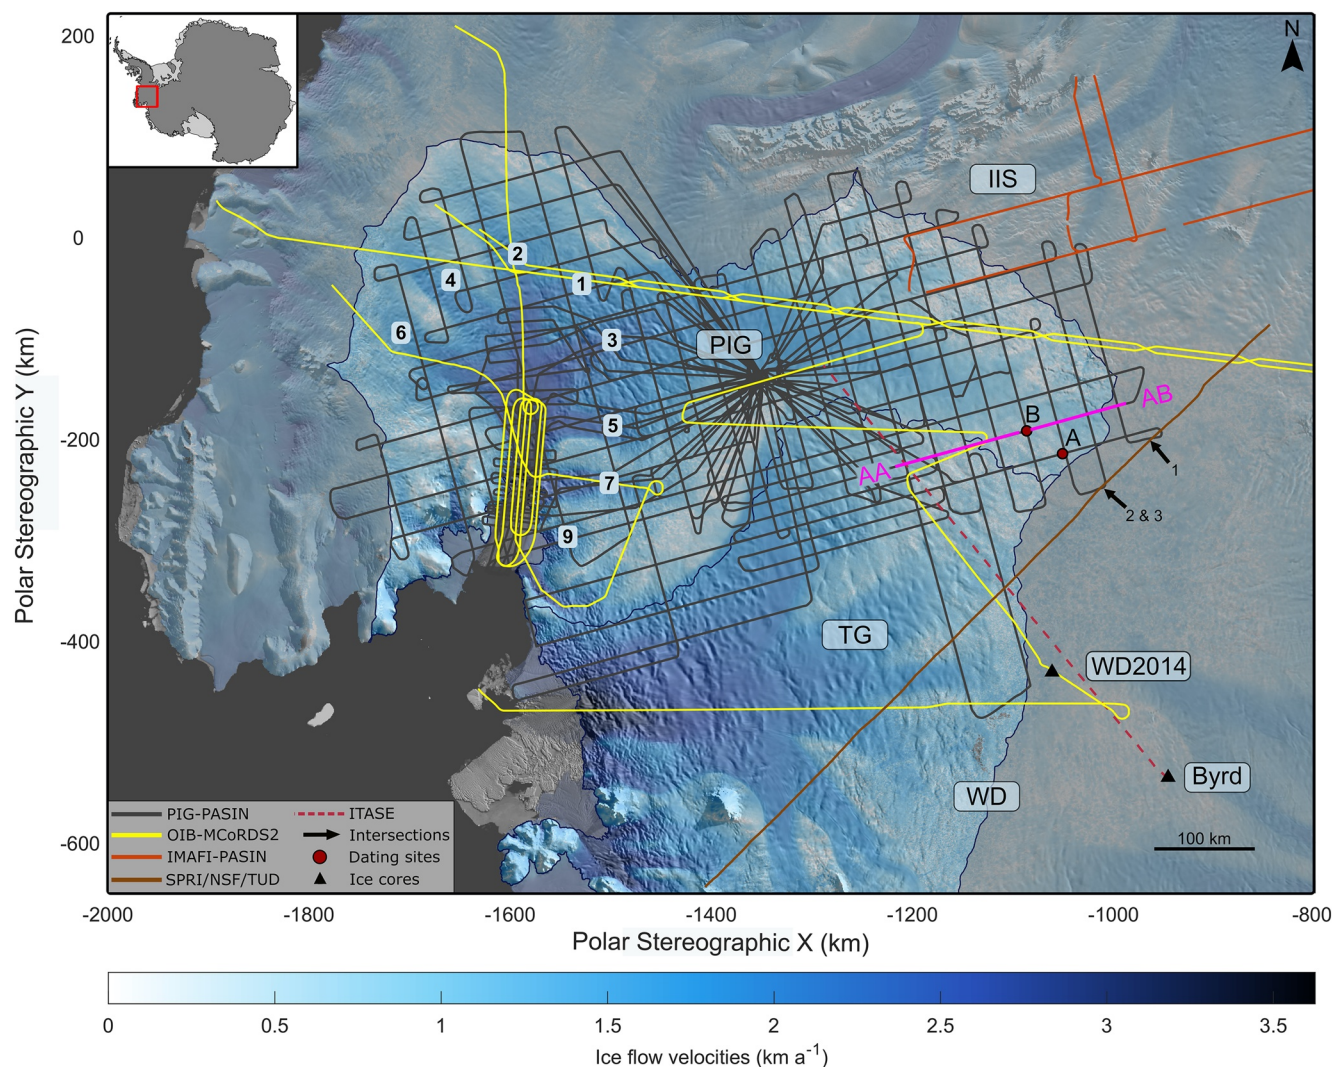 N
200
0
-200
-400
-600
Polar Stereographic Y (km)
IIS
2
4
1
6
3
PIG
5
7
9
AB
B
A
AA
1
2 & 3
TG
WD2014
Byrd
WD
100 km
PIG-PASIN
OIB-MCoRDS2
IMAFI-PASIN
SPRI/NSF/TUD
ITASE
Intersections
Dating sites
Ice cores
-2000 -1800 -1600 -1400 -1200 -1000 -800
Polar Stereographic X (km)
0 0.5 1 1.5 2 2.5 3 3.5
Ice flow velocities (km a⁻¹)